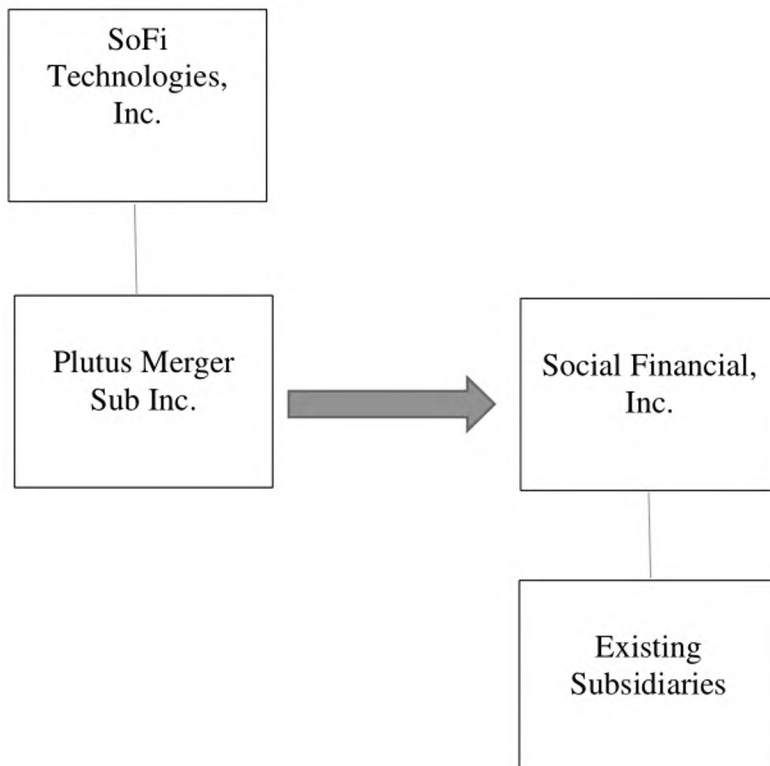 SoFi
Technologies,
Inc.
Plutus Merger
Sub Inc.
Social Financial,
Inc.
Existing
Subsidiaries